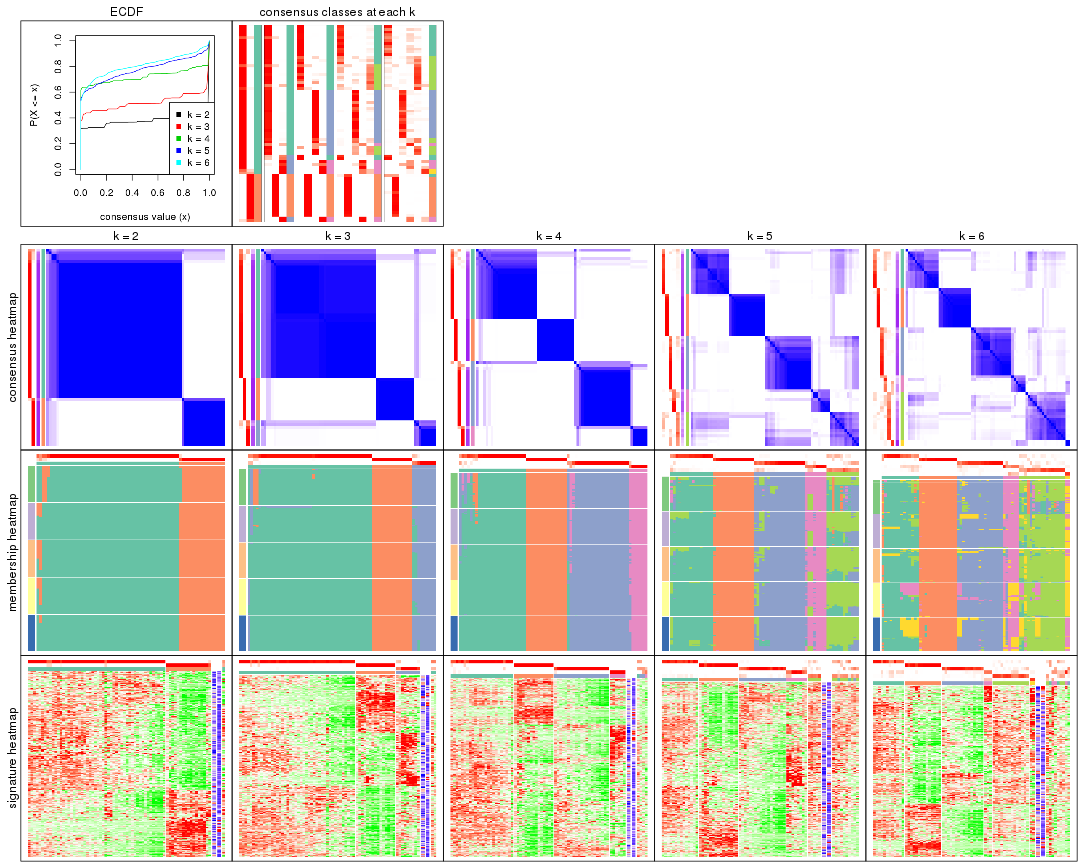 ECDF
consensus classes at each k
P(X <= x)
1.0
0.8
0.6
0.4
0.2
0.0
k = 2
k = 3
k = 4
k = 5
k = 6
0.0 0.2 0.4 0.6 0.8 1.0
consensus value (x)
k = 2
k = 3
k = 4
k = 5
k = 6
consensus heatmap
membership heatmap
signature heatmap